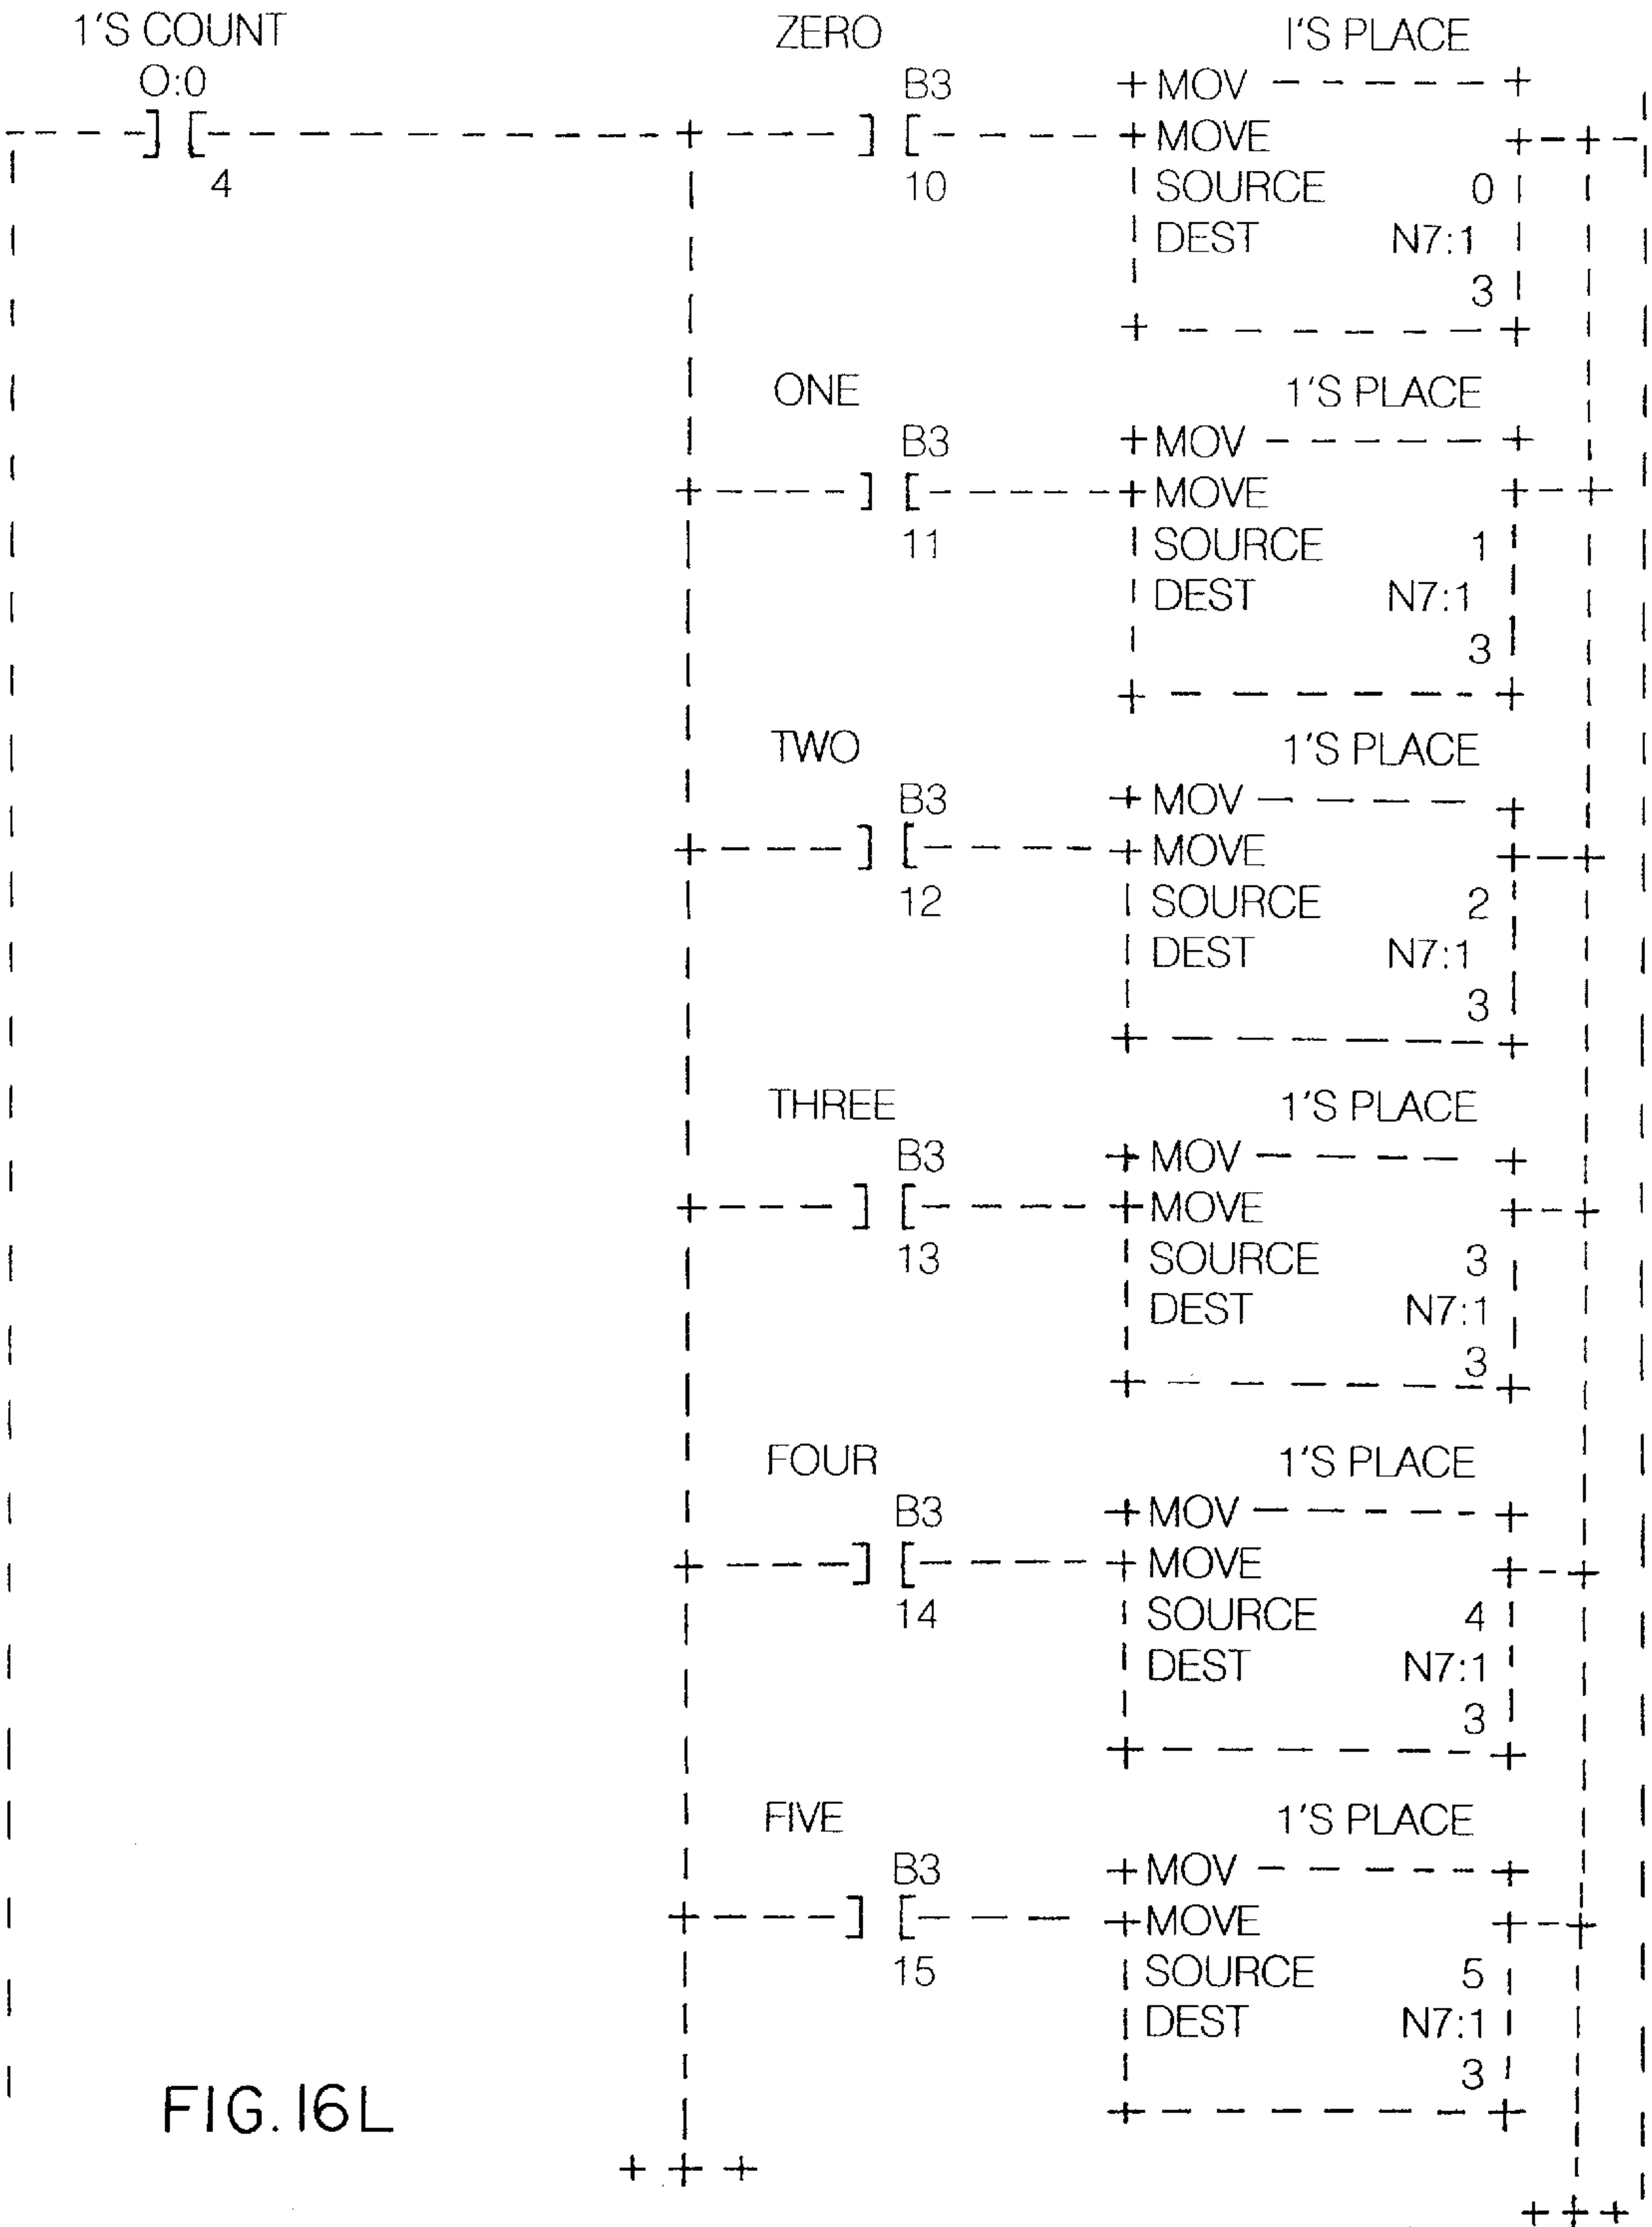 1'S COUNT ZERO I'S PLACE
O:0 B3 +MOV - - - - - +
- - - -] [- - - - - - - - - - + - - - -] [- - - - + MOVE +-+-
4 10 SOURCE 0
DEST N7:1
3
+ - - - - - - +
ONE 1'S PLACE
B3 +MOV - - - - - +
+ - - - -] [- - - - - + MOVE +--+
11 SOURCE 1
DEST N7:1
3
+ - - - - - - +
TWO 1'S PLACE
B3 + MOV - - - - +
+ - - - -] [- - - - - + MOVE +--+
12 SOURCE 2
DEST N7:1
3
+ - - - - - - +
THREE 1'S PLACE
B3 + MOV - - - - +
+ - - - -] [- - - - - + MOVE +--+
13 SOURCE 3
DEST N7:1
3
+ - - - - - - +
FOUR 1'S PLACE
B3 + MOV - - - - - +
+ - - - -] [- - - - - + MOVE +--+
14 SOURCE 4
DEST N7:1
3
+ - - - - - - +
FIVE 1'S PLACE
B3 +MOV - - - - - +
+ - - - -] [- - - - +MOVE +--+
15 SOURCE 5
DEST N7:1
3
+ - - - - - - +
FIG. 16L
+ + +
+ + +